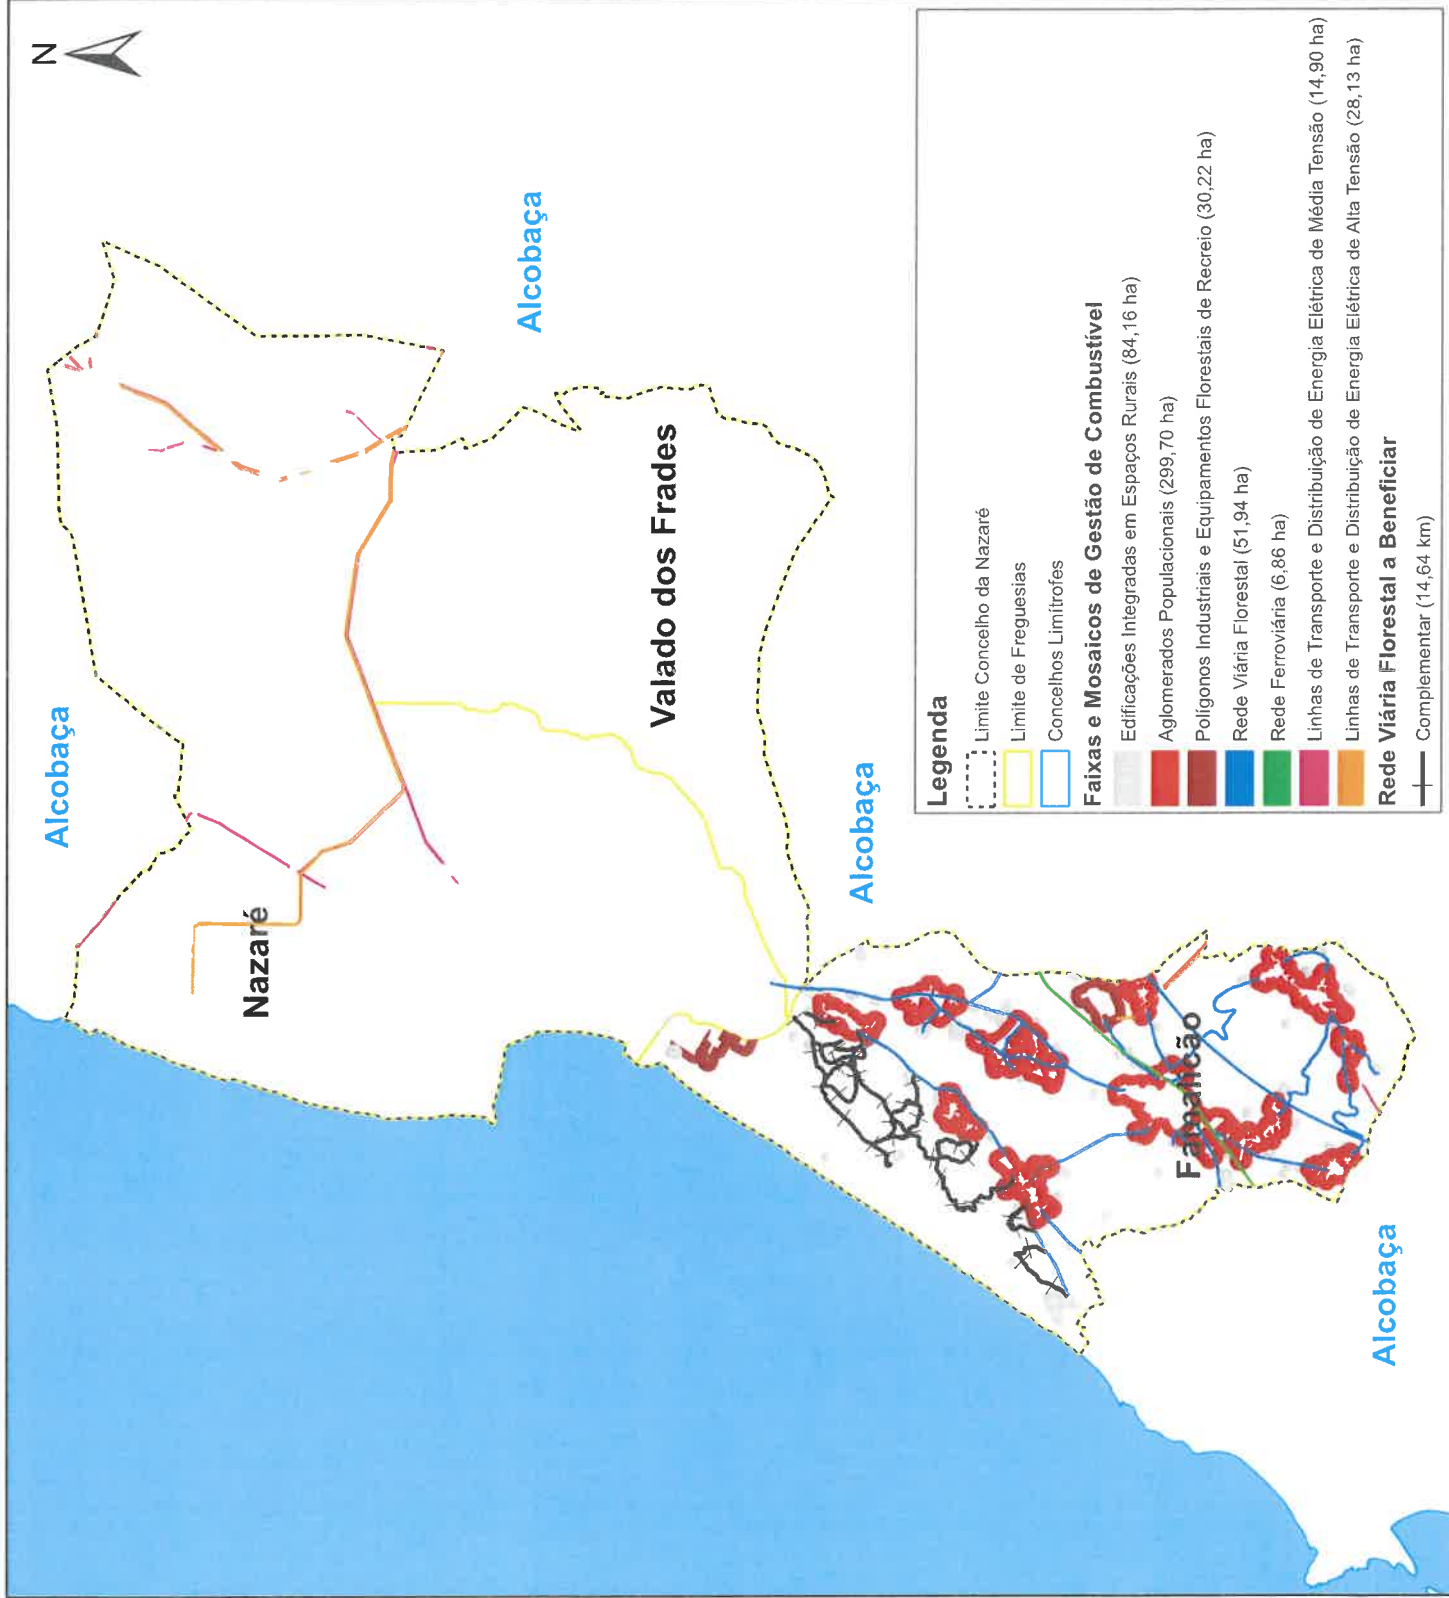 N
Alcobaça
Alcobaça
Nazaré
Valado dos Frades
Alcobaça
Famalicão
Alcobaça
Legenda
Limite Concelho da Nazaré
Limite de Freguesias
Concelhos Limítrofes
Faixas e Mosaicos de Gestão de Combustível
Edificações Integradas em Espaços Rurais (84,16 ha)
Aglomerados Populacionais (299,70 ha)
Polígonos Industriais e Equipamentos Florestais de Recreio (30,22 ha)
Rede Viária Florestal (51,94 ha)
Rede Ferroviária (6,86 ha)
Linhas de Transporte e Distribuição de Energia Elétrica de Média Tensão (14,90 ha)
Linhas de Transporte e Distribuição de Energia Elétrica de Alta Tensão (28,13 ha)
Rede Viária Florestal a Beneficiar
Complementar (14,64 km)